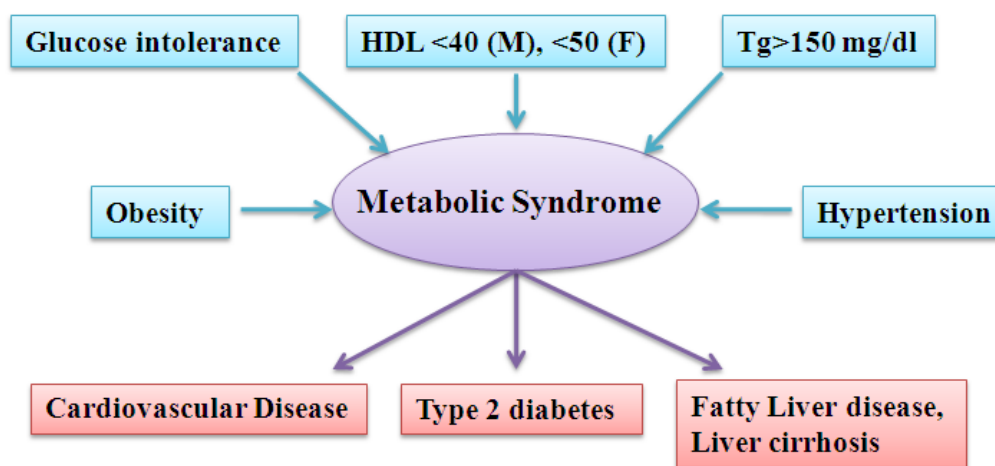 Glucose intolerance
HDL <40 (M), <50 (F)
Tg>150 mg/dl
Obesity
Metabolic Syndrome
Hypertension
Cardiovascular Disease
Type 2 diabetes
Fatty Liver disease,
Liver cirrhosis